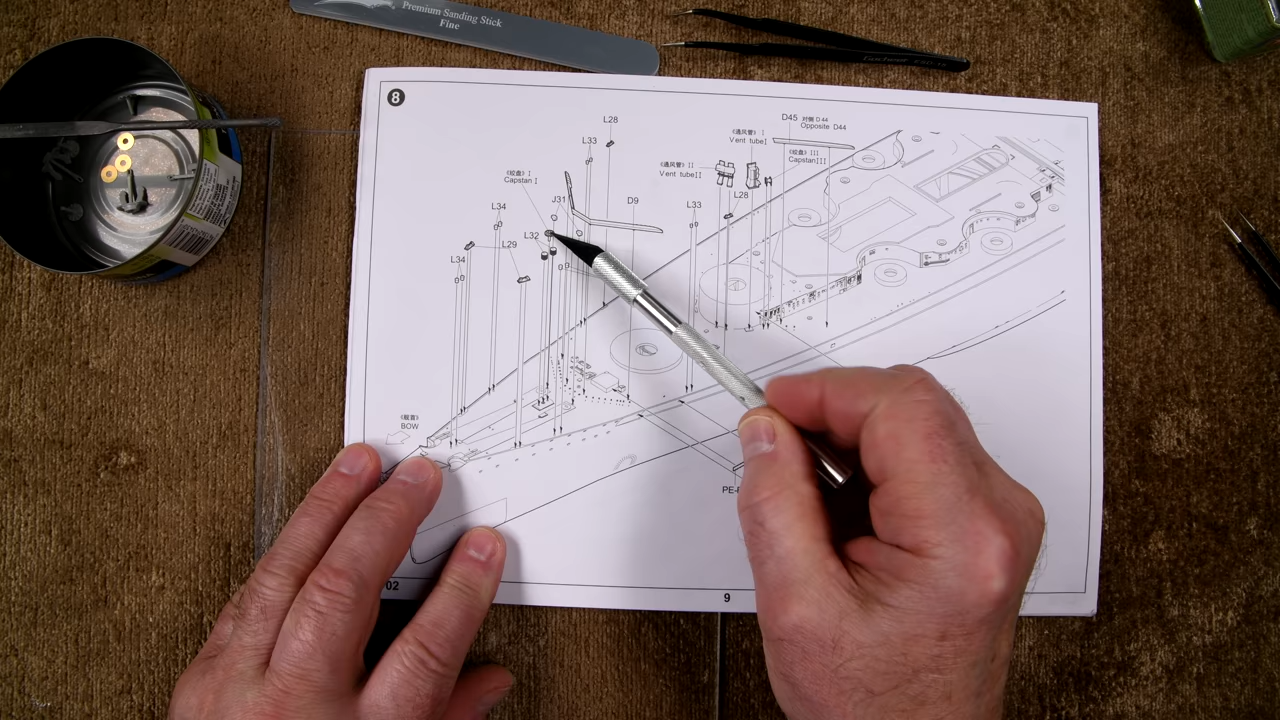 Premium Sanding Stick
Fine
8
L28
D45 对侧 D44
Opposite D44
L33
《通风管》 I
Vent tube I
《绞盘》 III
Capstan III
《通风管》 II
Vent tube II
《绞盘》 I
Capstan I
L28
J31
D9
L34
L33
L32
L29
L34
《舰首》
BOW
PE-
02
9